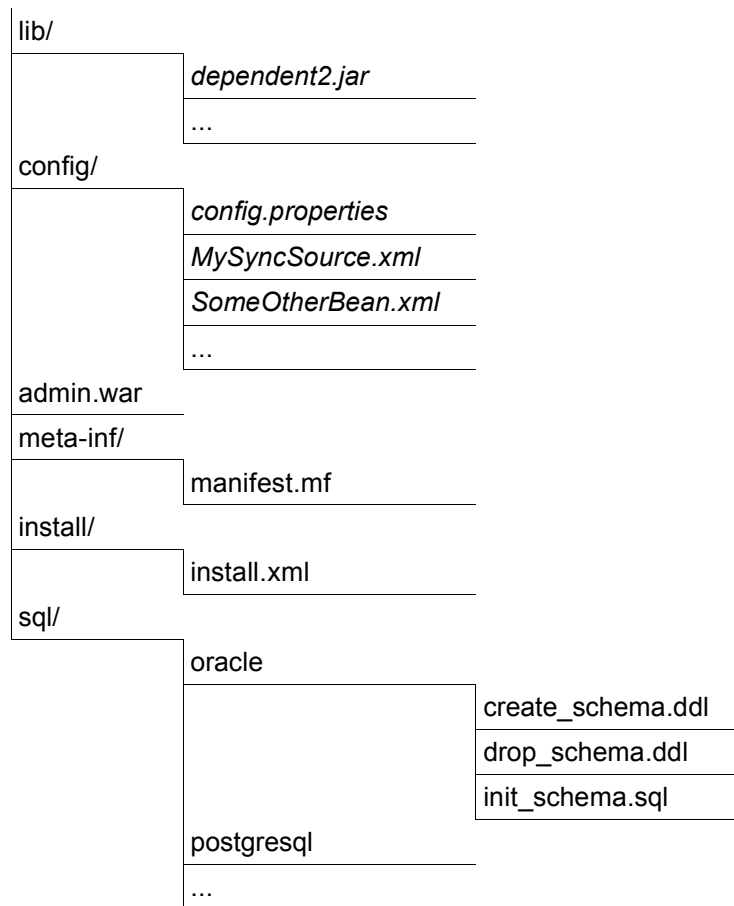 lib/
dependent2.jar
...
config/
config.properties
MySyncSource.xml
SomeOtherBean.xml
...
admin.war
meta-inf/
manifest.mf
install/
install.xml
sql/
oracle
create_schema.ddl
drop_schema.ddl
init_schema.sql
postgresql
...